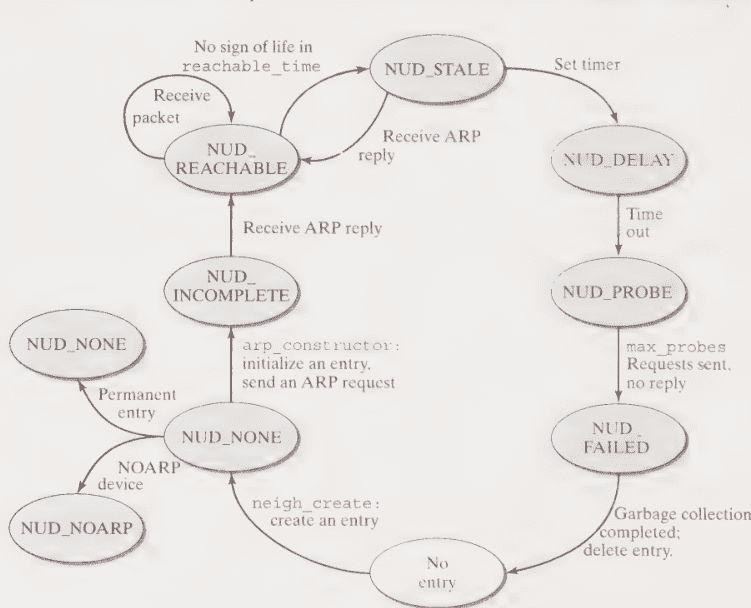 No sign of life in
reachable_time
NUD_STALE
Set timer
Receive
packet
NUD_
REACHABLE
Receive ARP
reply
NUD_DELAY
Receive ARP reply
Time
out
NUD_
INCOMPLETE
NUD_PROBE
NUD_NONE
arp_constructor:
initialize an entry,
send an ARP request
max_probes
Requests sent,
no reply
Permanent
entry
NUD_NONE
NUD_
FAILED
NOARP
device
NUD_NOARP
neigh_create:
create an entry
Garbage collection
completed;
delete entry.
No
entry